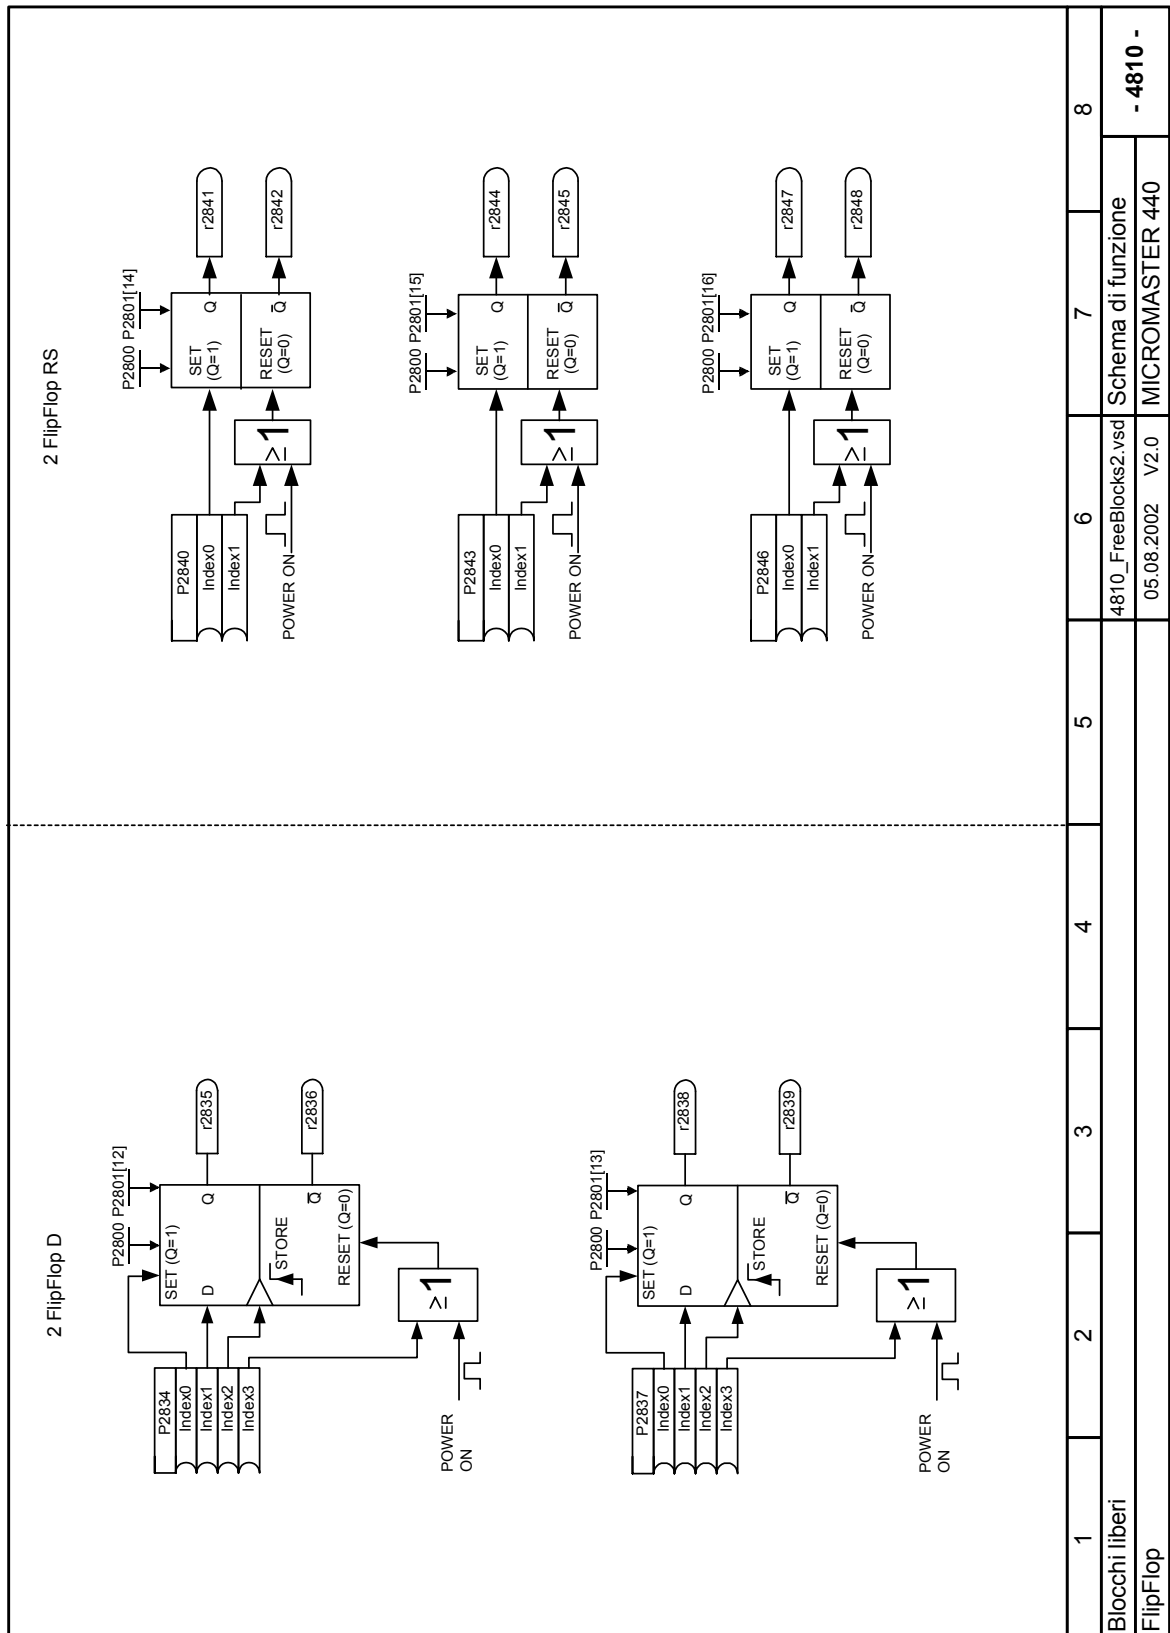 2 FlipFlop D
P2800 P2801[12]
P2834
Index0
Index1
Index2
Index3
SET (Q=1)
D
Q
STORE
Q
RESET (Q=0)
r2835
r2836
POWER
ON
≥1
P2800 P2801[13]
P2837
Index0
Index1
Index2
Index3
SET (Q=1)
D
Q
STORE
Q
RESET (Q=0)
r2838
r2839
POWER
ON
≥1
2 FlipFlop RS
P2800 P2801[14]
P2840
Index0
Index1
POWER ON
≥1
SET
(Q=1)
Q
RESET
(Q=0)
Q
r2841
r2842
P2800 P2801[15]
P2843
Index0
Index1
POWER ON
≥1
SET
(Q=1)
Q
RESET
(Q=0)
Q
r2844
r2845
P2800 P2801[16]
P2846
Index0
Index1
POWER ON
≥1
SET
(Q=1)
Q
RESET
(Q=0)
Q
r2847
r2848
1 2 3 4 5 6 7 8
Blocchi liberi 4810_FreeBlocks2.vsd Schema di funzione - 4810 -
FlipFlop 05.08.2002 V2.0 MICROMASTER 440